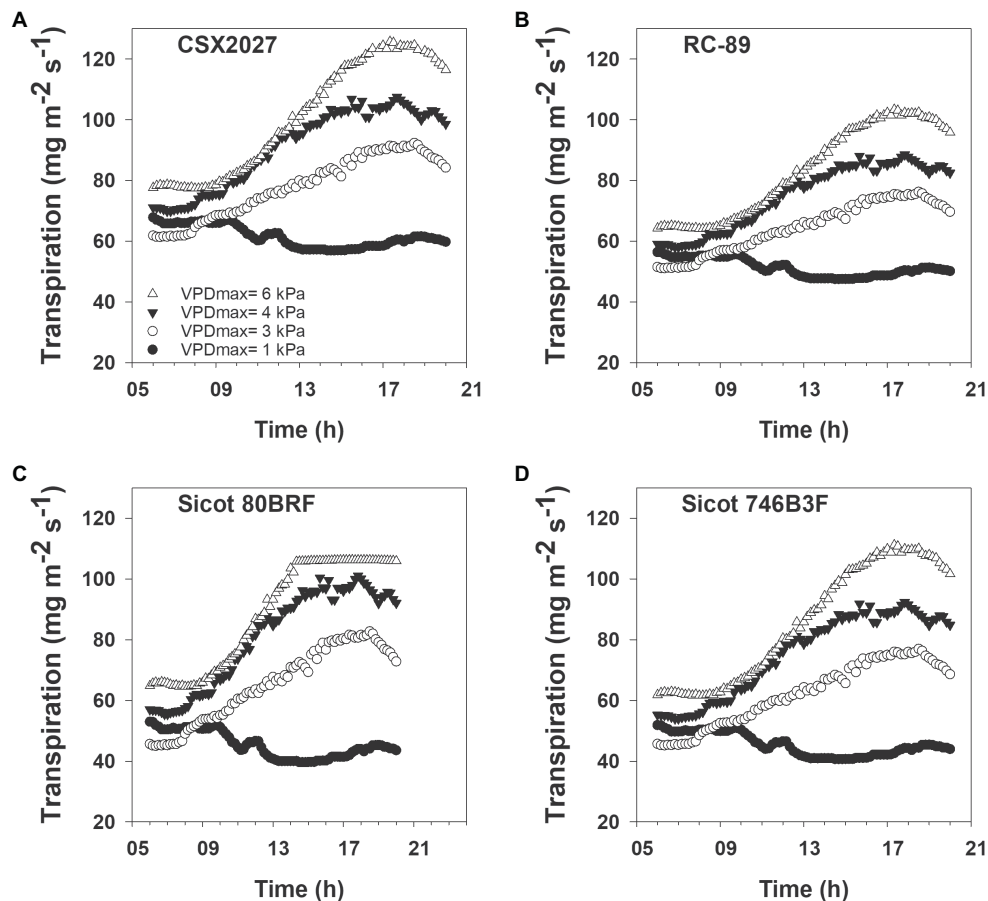 A
CSX2027
Transpiration (mg m-2 s-1)
120
100
80
60
40
20
VPDmax= 6 kPa
VPDmax= 4 kPa
VPDmax= 3 kPa
VPDmax= 1 kPa
05 09 13 17 21
Time (h)
B
RC-89
Transpiration (mg m-2 s-1)
120
100
80
60
40
20
05 09 13 17 21
Time (h)
C
Sicot 80BRF
Transpiration (mg m-2 s-1)
120
100
80
60
40
20
05 09 13 17 21
Time (h)
D
Sicot 746B3F
Transpiration (mg m-2 s-1)
120
100
80
60
40
20
05 09 13 17 21
Time (h)